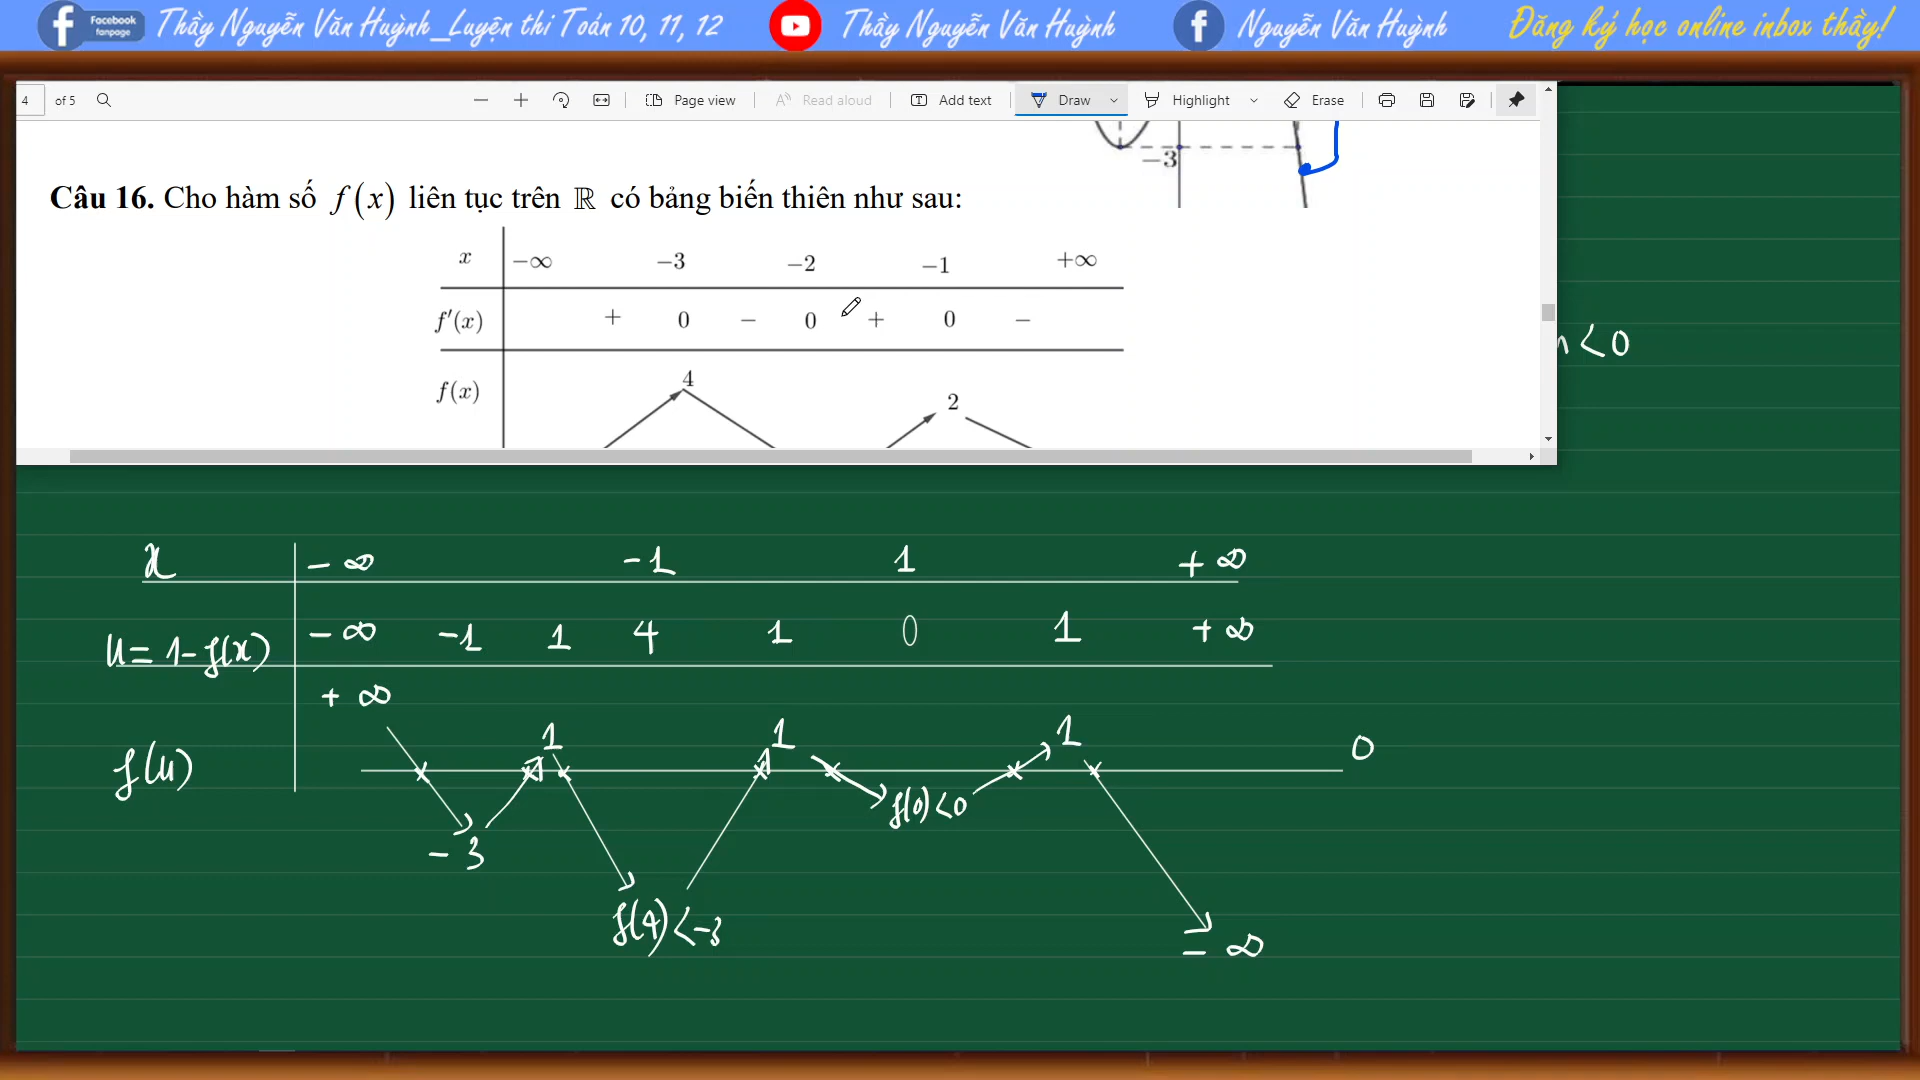 Facebook fanpage Thầy Nguyễn Văn Huỳnh_Luyện thi Toán 10, 11, 12 Thầy Nguyễn Văn Huỳnh f Nguyễn Văn Huỳnh Đăng ký học online inbox thầy!
4 of 5 Page view Read aloud Add text Draw Highlight Erase
−3
Câu 16. Cho hàm số f(x) liên tục trên ℝ có bảng biến thiên như sau:
x −∞ −3 −2 −1 +∞
f′(x) + 0 − 0 + 0 −
f(x) 4 2
<0
x −∞ −1 1 +∞
u = 1−f(x) −∞ −1 1 4 1 0 1 +∞
+∞
f(u) 1 1 1 0
−3 f(0)<0
f(4)<−3 −∞